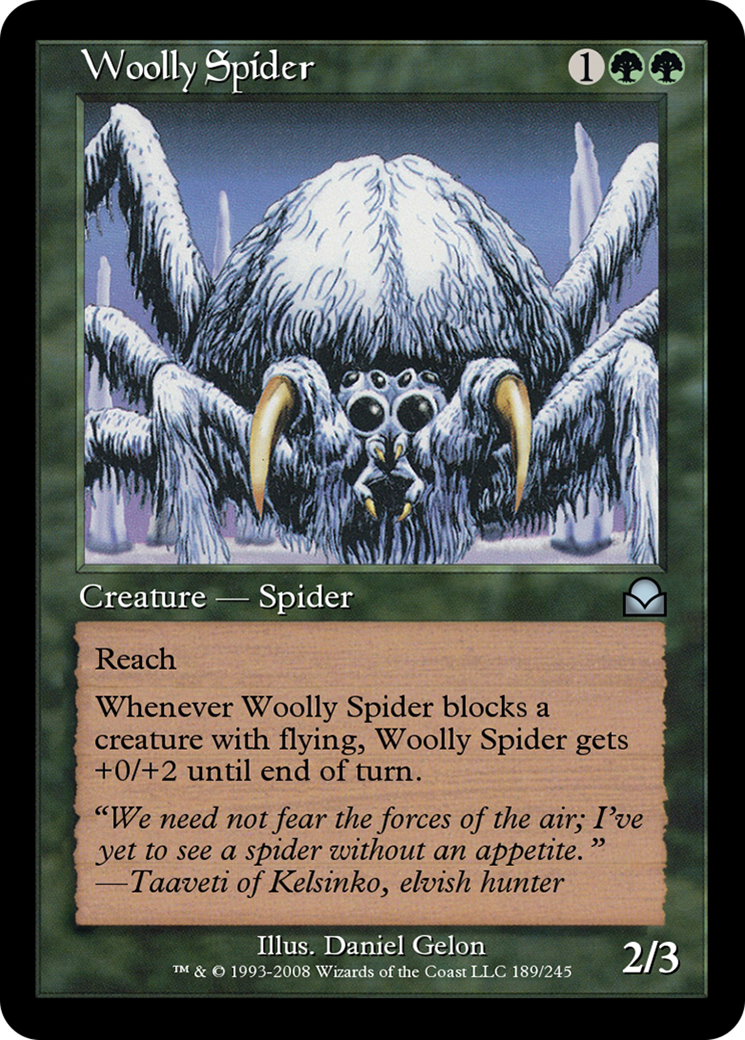 Woolly Spider 1
Creature — Spider
Reach
Whenever Woolly Spider blocks a
creature with flying, Woolly Spider gets
+0/+2 until end of turn.
“We need not fear the forces of the air; I’ve
yet to see a spider without an appetite.”
—Taaveti of Kelsinko, elvish hunter
Illus. Daniel Gelon
™ & © 1993-2008 Wizards of the Coast LLC 189/245
2/3